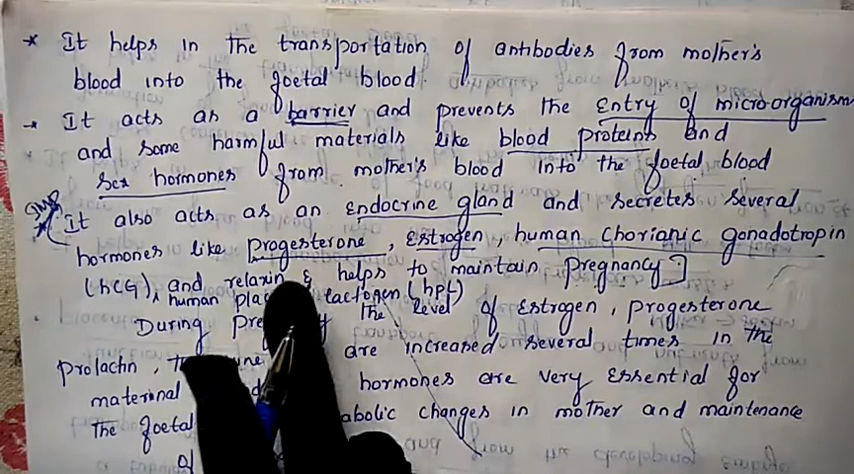 * It helps in the transportation of antibodies from mother's
blood into the foetal blood.
* It acts as a barrier and prevents the Entry of microorganism
and some harmful materials like blood proteins and
sex hormones from mother's blood into the foetal blood
Imp
* It also acts as an Endocrine gland and secretes several
hormones like progesterone, Estrogen, human Chorianic gonadotropin
(hCG), and relaxin & helps to maintain pregnancy]
human lactogen (hpL)
During the level of Estrogen, progesterone
prolactin, are increased several times in the
maternal hormones are very Essential for
The foetal changes in mother and maintenance
of